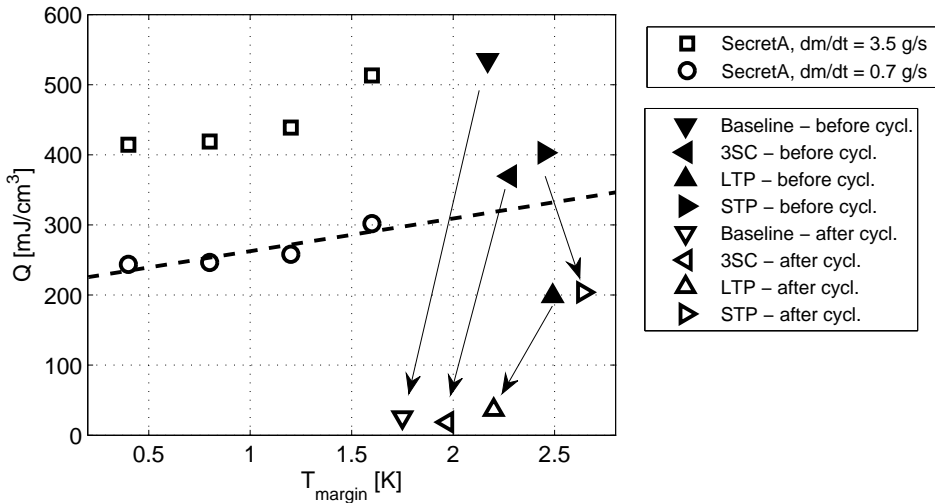 600
500
400
300
200
100
0
0.5 1 1.5 2 2.5
Q [mJ/cm³]
T_margin [K]
SecretA, dm/dt = 3.5 g/s
SecretA, dm/dt = 0.7 g/s
Baseline − before cycl.
3SC − before cycl.
LTP − before cycl.
STP − before cycl.
Baseline − after cycl.
3SC − after cycl.
LTP − after cycl.
STP − after cycl.